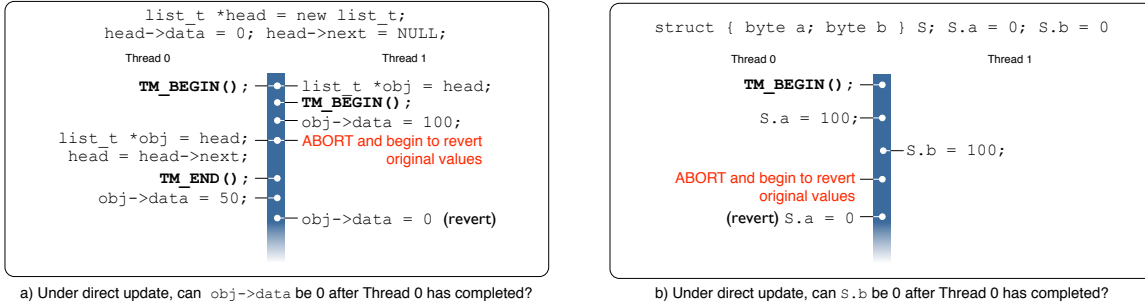 list_t *head = new list_t;
head->data = 0; head->next = NULL;
Thread 0
Thread 1
TM_BEGIN();
list_t *obj = head;
TM_BEGIN();
obj->data = 100;
list_t *obj = head;
head = head->next;
ABORT and begin to revert
original values
TM_END();
obj->data = 50;
obj->data = 0 (revert)
a) Under direct update, can obj->data be 0 after Thread 0 has completed?
struct { byte a; byte b } S; S.a = 0; S.b = 0
Thread 0
Thread 1
TM_BEGIN();
S.a = 100;
S.b = 100;
ABORT and begin to revert
original values
(revert) S.a = 0
b) Under direct update, can S.b be 0 after Thread 0 has completed?